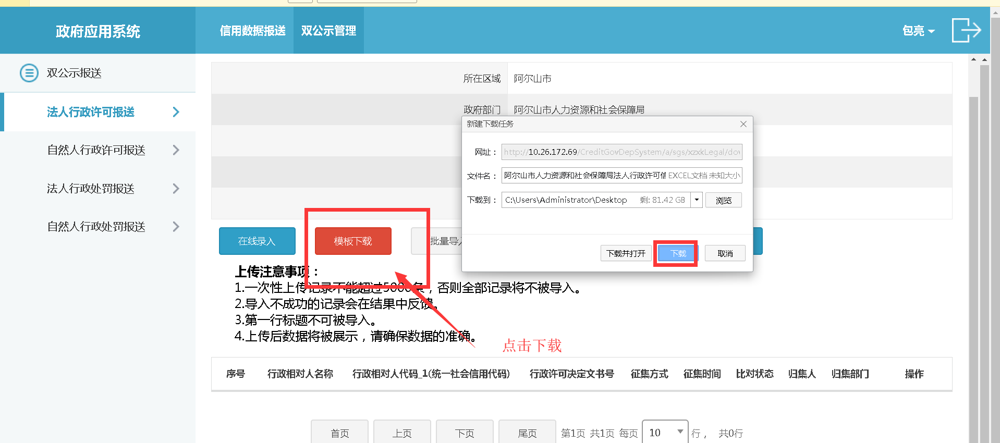 政府应用系统
信用数据报送
双公示管理
包亮
双公示报送
法人行政许可报送
自然人行政许可报送
法人行政处罚报送
自然人行政处罚报送
所在区域
阿尔山市
政府部门
阿尔山市人力资源和社会保障局
新建下载任务
网址：
http://10.26.172.69/CreditGovDepSystem/a/sgs/xzxkLegal/dov
文件名：
阿尔山市人力资源和社会保障局法人行政许可信 EXCEL文档 未知大小
下载到：
C:\Users\Administrator\Desktop 剩: 81.42 GB
浏览
下载并打开
下载
取消
在线录入
模板下载
批量导入
上传注意事项：
1.一次性上传记录不能超过5000条，否则全部记录将不被导入。
2.导入不成功的记录会在结果中反馈。
3.第一行标题不可被导入。
4.上传后数据将被展示，请确保数据的准确。
点击下载
序号 行政相对人名称 行政相对人代码_1(统一社会信用代码) 行政许可决定文书号 征集方式 征集时间 比对状态 归集人 归集部门 操作
首页 上页 下页 尾页 第1页 共1页 每页 10 行， 共0行